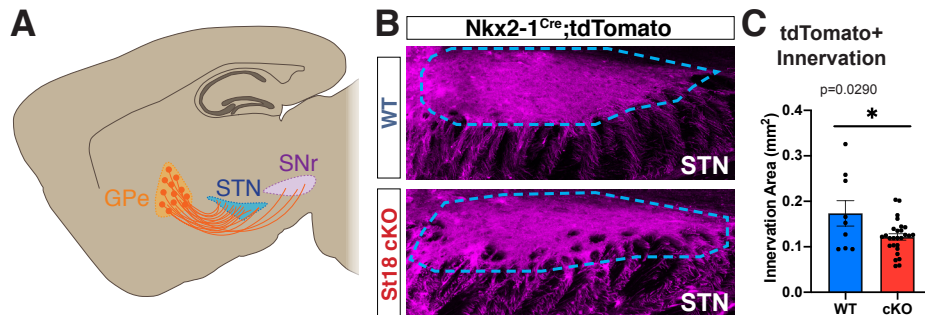 A
GPe
STN
SNr
B
Nkx2-1Cre;tdTomato
WT
STN
St18 cKO
STN
C
tdTomato+
Innervation
p=0.0290
*
Innervation Area (mm²)
0.4
0.3
0.2
0.1
0.0
WT
cKO